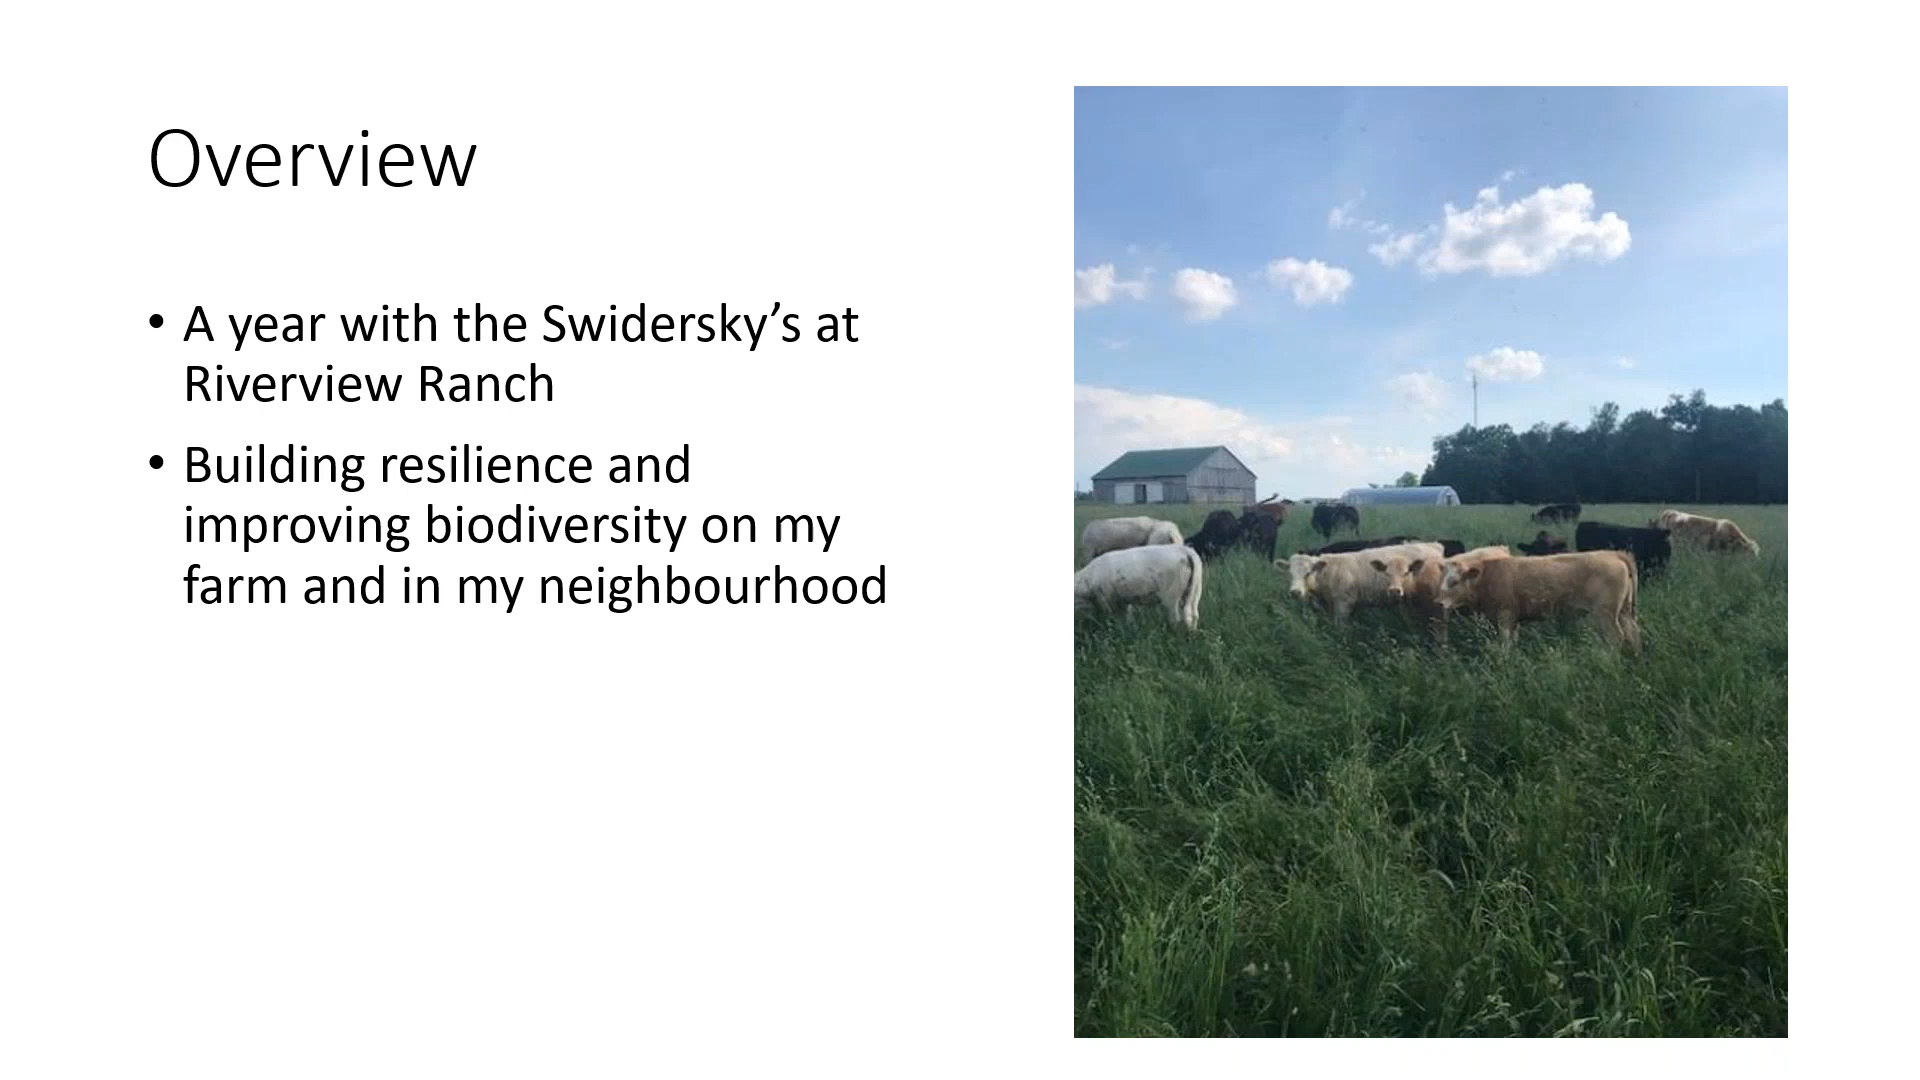 Overview
• A year with the Swidersky’s at
Riverview Ranch
• Building resilience and
improving biodiversity on my
farm and in my neighbourhood